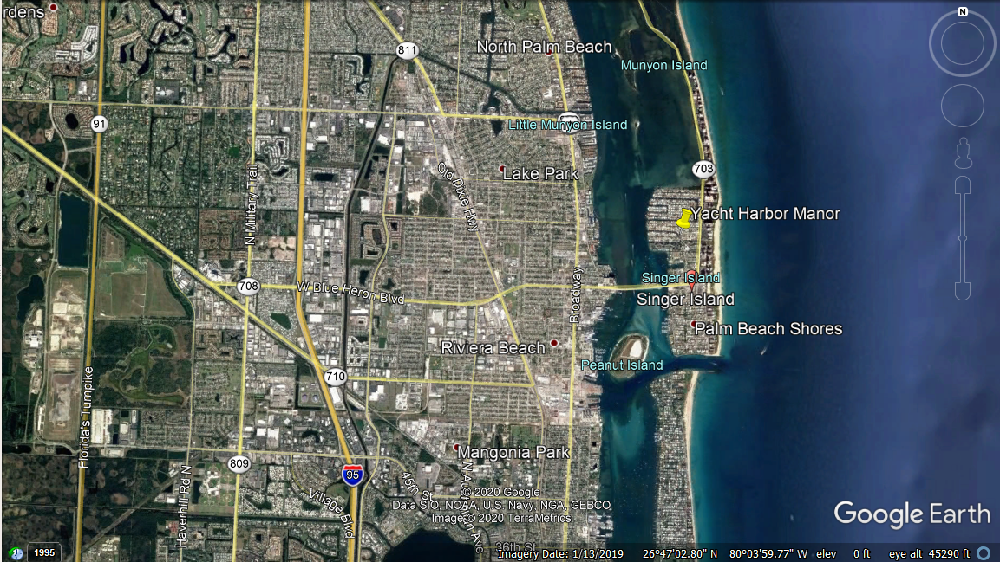 rdens
N
811
North Palm Beach
Munyon Island
91
Little Munyon Island
703
Lake Park
Old Dixie Hwy
N Military Trail
Yacht Harbor Manor
Singer Island
708
W Blue Heron Blvd
Broadway
Singer Island
Palm Beach Shores
Riviera Beach
Peanut Island
710
Florida's Turnpike
Mangonia Park
809
95
Haverhill Rd N
Village Blvd
45th St
N Australian Ave
© 2020 Google
Data SIO, NOAA, U.S. Navy, NGA, GEBCO
Image © 2020 TerraMetrics
Google Earth
36th St
1995
Imagery Date: 1/13/2019 26°47'02.80" N 80°03'59.77" W elev 0 ft eye alt 45290 ft